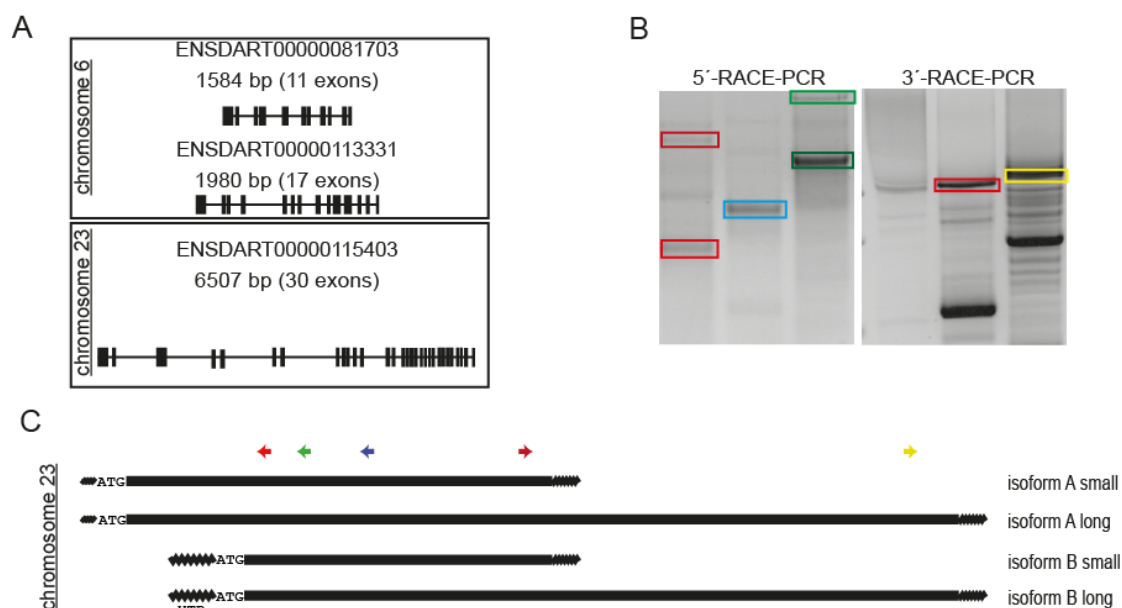 A
chromosome 6
ENSDART00000081703
1584 bp (11 exons)
ENSDART00000113331
1980 bp (17 exons)
chromosome 23
ENSDART00000115403
6507 bp (30 exons)
B
5´-RACE-PCR
3´-RACE-PCR
C
chromosome 23
ATG
isoform A small
ATG
isoform A long
ATG
isoform B small
ATG
isoform B long